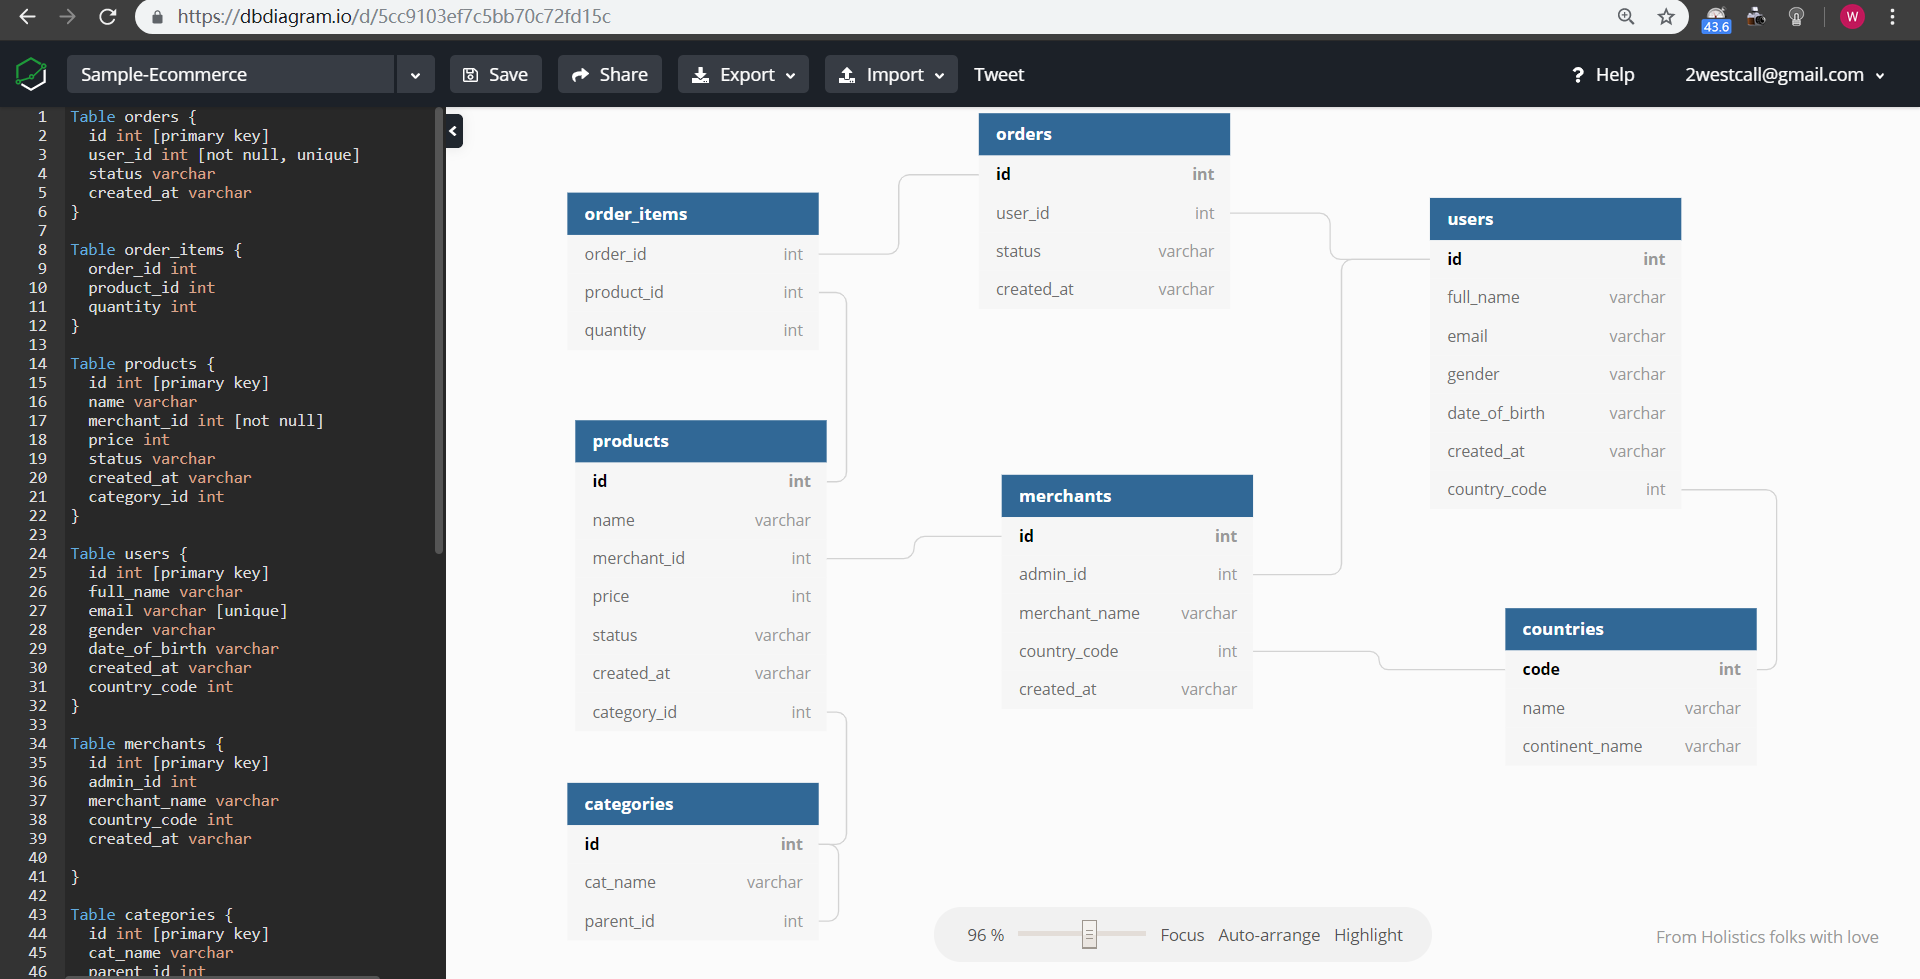 https://dbdiagram.io/d/5cc9103ef7c5bb70c72fd15c
43.6
W
Sample-Ecommerce
Save
Share
Export
Import
Tweet
? Help
2westcall@gmail.com
1 Table orders {
2 id int [primary key]
3 user_id int [not null, unique]
4 status varchar
5 created_at varchar
6 }
7
8 Table order_items {
9 order_id int
10 product_id int
11 quantity int
12 }
13
14 Table products {
15 id int [primary key]
16 name varchar
17 merchant_id int [not null]
18 price int
19 status varchar
20 created_at varchar
21 category_id int
22 }
23
24 Table users {
25 id int [primary key]
26 full_name varchar
27 email varchar [unique]
28 gender varchar
29 date_of_birth varchar
30 created_at varchar
31 country_code int
32 }
33
34 Table merchants {
35 id int [primary key]
36 admin_id int
37 merchant_name varchar
38 country_code int
39 created_at varchar
40
41 }
42
43 Table categories {
44 id int [primary key]
45 cat_name varchar
46 parent_id int
orders
id int
user_id int
status varchar
created_at varchar
order_items
order_id int
product_id int
quantity int
users
id int
full_name varchar
email varchar
gender varchar
date_of_birth varchar
created_at varchar
country_code int
products
id int
name varchar
merchant_id int
price int
status varchar
created_at varchar
category_id int
merchants
id int
admin_id int
merchant_name varchar
country_code int
created_at varchar
countries
code int
name varchar
continent_name varchar
categories
id int
cat_name varchar
parent_id int
96 %
Focus
Auto-arrange
Highlight
From Holistics folks with love